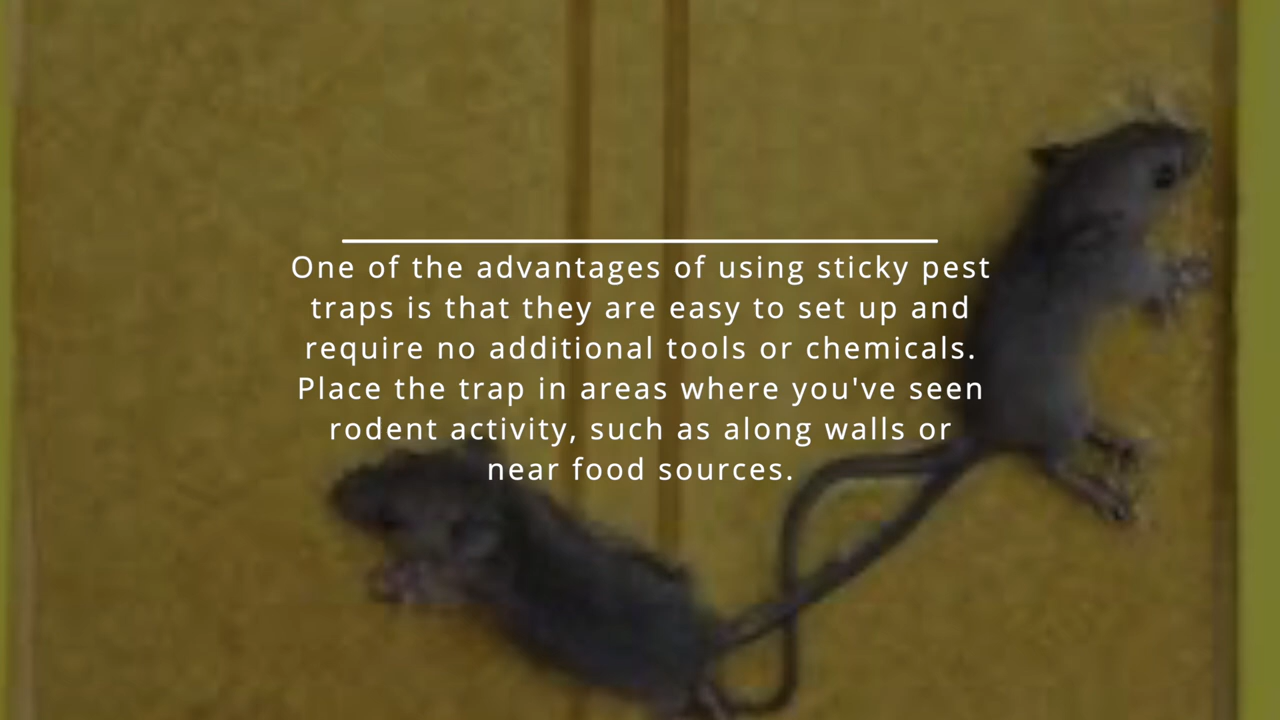 One of the advantages of using sticky pest
traps is that they are easy to set up and
require no additional tools or chemicals.
Place the trap in areas where you've seen
rodent activity, such as along walls or
near food sources.